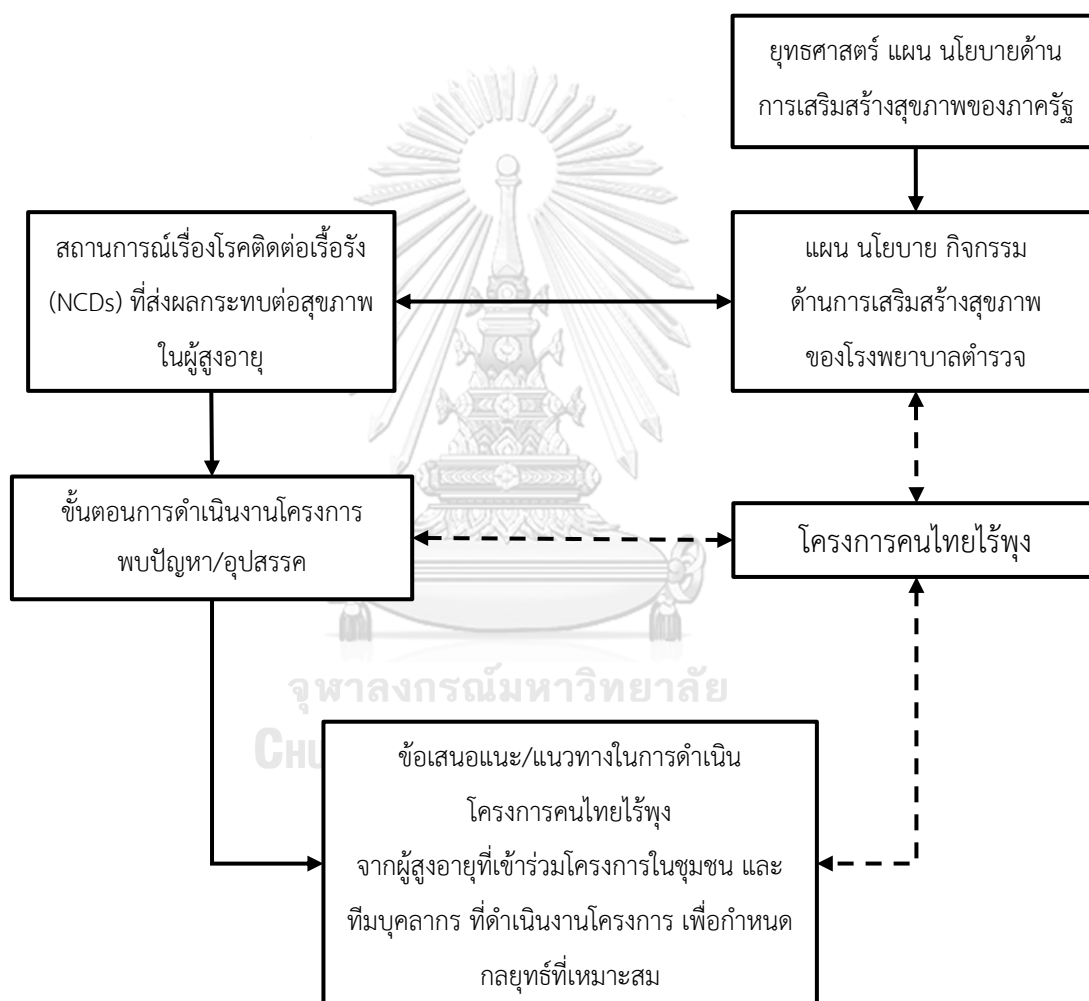 ยุทธศาสตร์ แผน นโยบายด้าน
การเสริมสร้างสุขภาพของภาครัฐ
สถานการณ์เรื่องโรคติดต่อเรื้อรัง
(NCDs) ที่ส่งผลกระทบต่อสุขภาพ
ในผู้สูงอายุ
แผน นโยบาย กิจกรรม
ด้านการเสริมสร้างสุขภาพ
ของโรงพยาบาลตำรวจ
ขั้นตอนการดำเนินงานโครงการ
พบปัญหา/อุปสรรค
โครงการคนไทยไร้พุง
จุฬาลงกรณ์มหาวิทยาลัย
ข้อเสนอแนะ/แนวทางในการดำเนิน
โครงการคนไทยไร้พุง
จากผู้สูงอายุที่เข้าร่วมโครงการในชุมชน และ
ทีมบุคลากร ที่ดำเนินงานโครงการ เพื่อกำหนด
กลยุทธ์ที่เหมาะสม